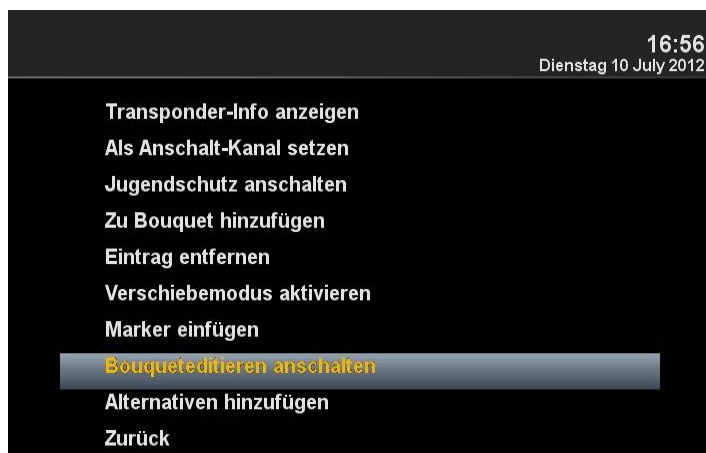 16:56
Dienstag 10 July 2012
Transponder-Info anzeigen
Als Anschalt-Kanal setzen
Jugendschutz anschalten
Zu Bouquet hinzufügen
Eintrag entfernen
Verschiebemodus aktivieren
Marker einfügen
Bouqueteditieren anschalten
Alternativen hinzufügen
Zurück